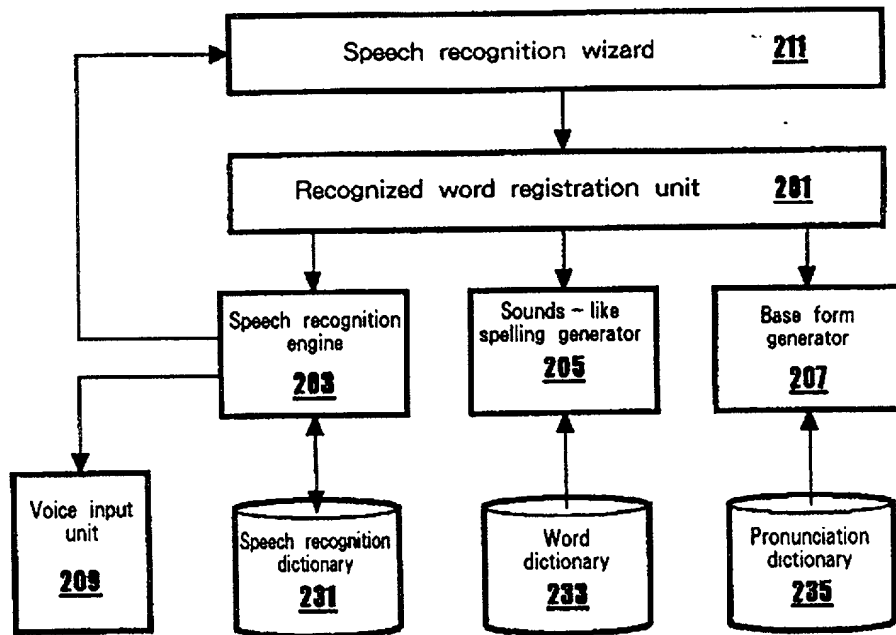 Speech recognition wizard 211
Recognized word registration unit 201
Speech recognition
engine
203
Sounds - like
spelling generator
205
Base form
generator
207
Voice input
unit
209
Speech recognition
dictionary
231
Word
dictionary
233
Pronunciation
dictionary
235